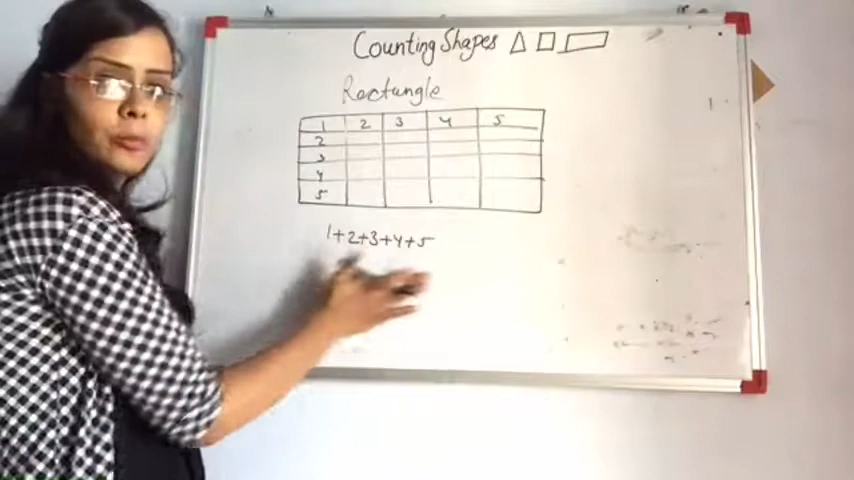 Counting Shapes
Rectangle
1 2 3 4 5
2
3
4
5
1+2+3+4+5